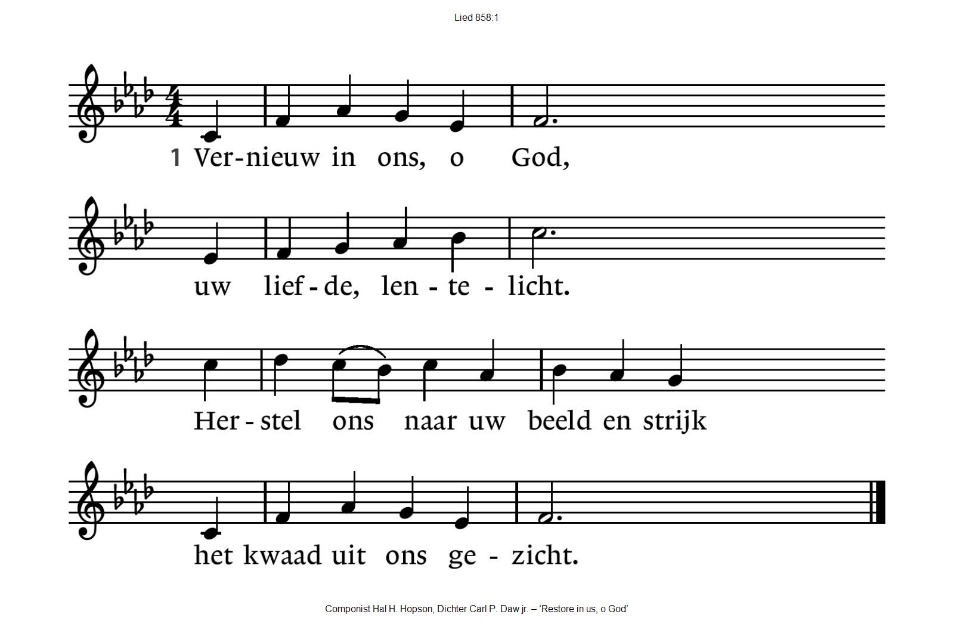 Lied 858:1
4
4
1 Ver-nieuw in ons, o God,
uw lief - de, len - te - licht.
Her - stel ons naar uw beeld en strijk
het kwaad uit ons ge - zicht.
Componist Hal H. Hopson, Dichter Carl P. Daw jr. – ‘Restore in us, o God’